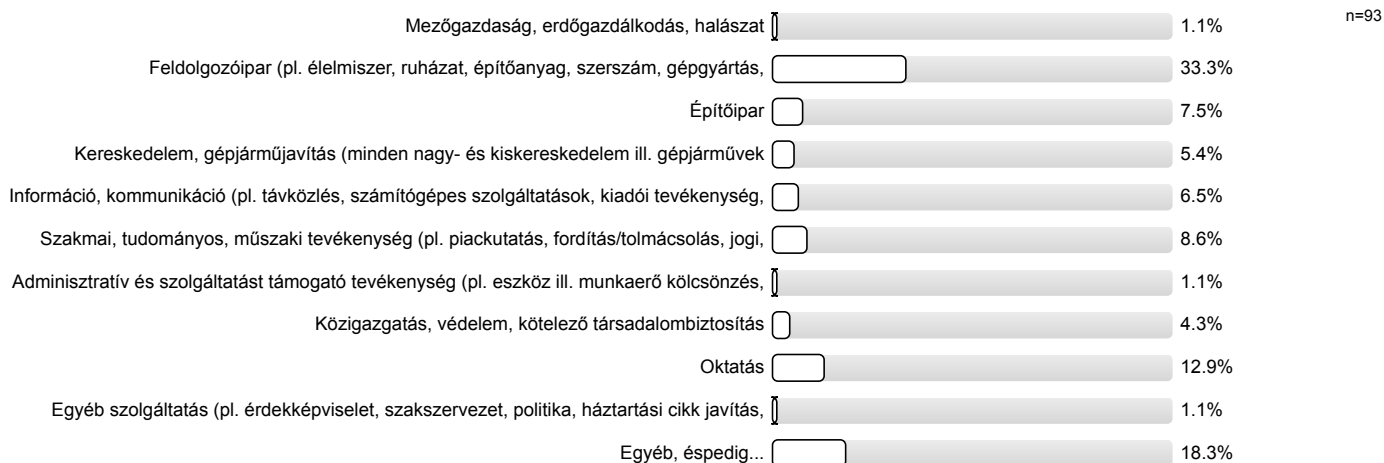 n=93
Mezőgazdaság, erdőgazdálkodás, halászat 1.1%
Feldolgozóipar (pl. élelmiszer, ruházat, építőanyag, szerszám, gépgyártás, 33.3%
Építőipar 7.5%
Kereskedelem, gépjárműjavítás (minden nagy- és kiskereskedelem ill. gépjárművek 5.4%
Információ, kommunikáció (pl. távközlés, számítógépes szolgáltatások, kiadói tevékenység, 6.5%
Szakmai, tudományos, műszaki tevékenység (pl. piackutatás, fordítás/tolmácsolás, jogi, 8.6%
Adminisztratív és szolgáltatást támogató tevékenység (pl. eszköz ill. munkaerő kölcsönzés, 1.1%
Közigazgatás, védelem, kötelező társadalombiztosítás 4.3%
Oktatás 12.9%
Egyéb szolgáltatás (pl. érdekképviselet, szakszervezet, politika, háztartási cikk javítás, 1.1%
Egyéb, éspedig... 18.3%